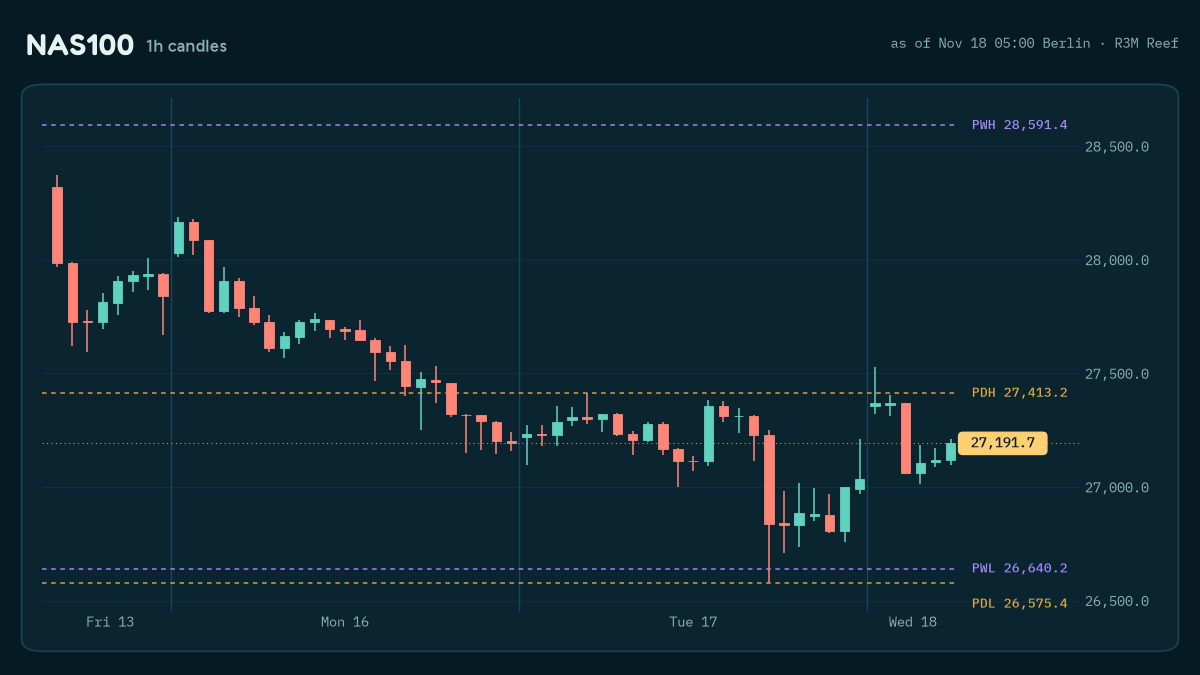 NAS100 1h candles
as of Nov 18 05:00 Berlin · R3M Reef
PWH 28,591.4
28,500.0
28,000.0
27,500.0
PDH 27,413.2
27,191.7
27,000.0
PWL 26,640.2
PDL 26,575.4
26,500.0
Fri 13 Mon 16 Tue 17 Wed 18